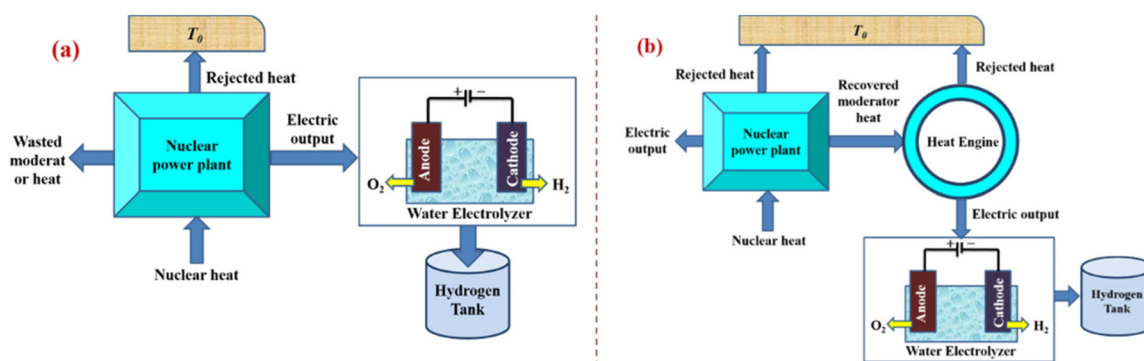 (a)
T0
Rejected heat
Nuclear
power plant
Wasted
moderat
or heat
Electric
output
Nuclear heat
+ −
Anode
Cathode
O2
H2
Water Electrolyzer
Hydrogen
Tank
(b)
T0
Rejected heat
Rejected heat
Recovered
moderator
heat
Electric
output
Nuclear
power plant
Heat Engine
Nuclear heat
Electric output
+ −
Anode
Cathode
O2
H2
Water Electrolyzer
Hydrogen
Tank